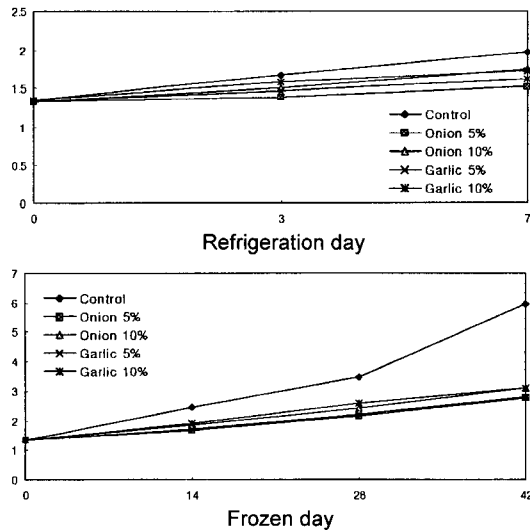 2.5
2
1.5
1
0.5
0
Control
Onion 5%
Onion 10%
Garlic 5%
Garlic 10%
0 3 7
Refrigeration day
7
6
5
4
3
2
1
0
Control
Onion 5%
Onion 10%
Garlic 5%
Garlic 10%
0 14 28 42
Frozen day